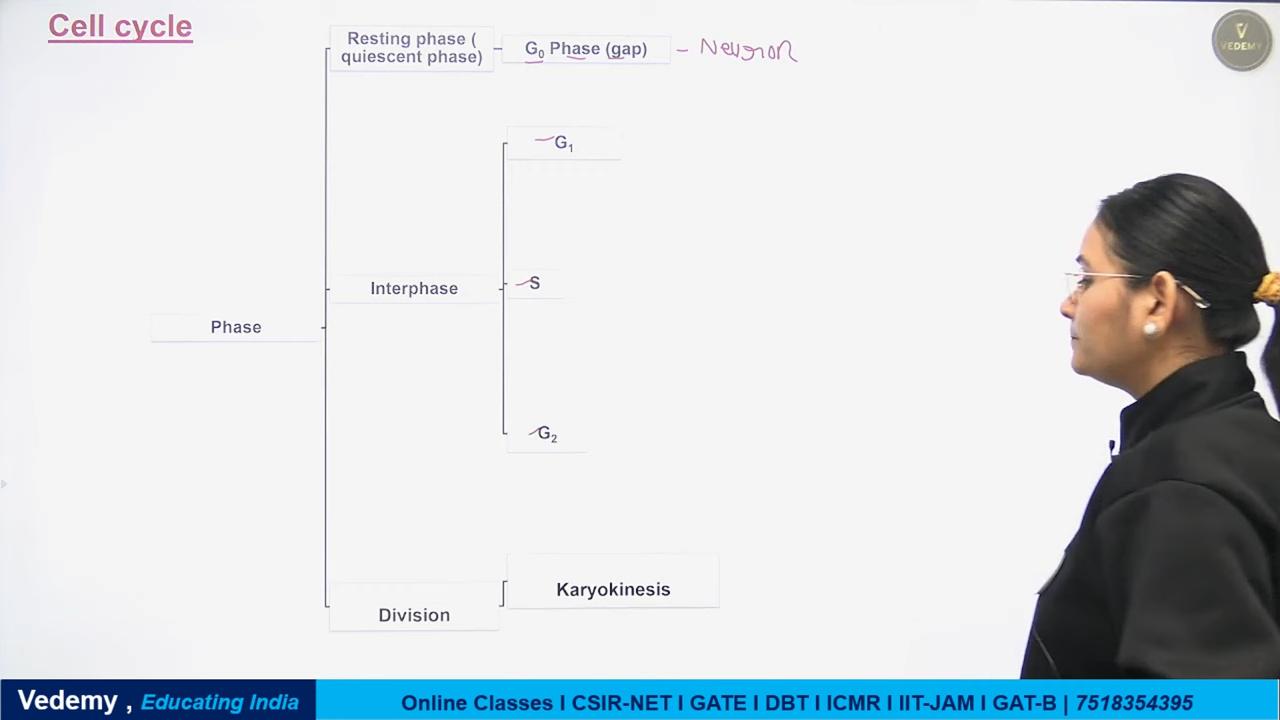 Cell cycle
Resting phase (
quiescent phase)
G₀ Phase (gap)
- Neuron
VEDEMY
G₁
Interphase
S
Phase
G₂
Karyokinesis
Division
Vedemy , Educating India
Online Classes I CSIR-NET I GATE I DBT I ICMR I IIT-JAM I GAT-B | 7518354395